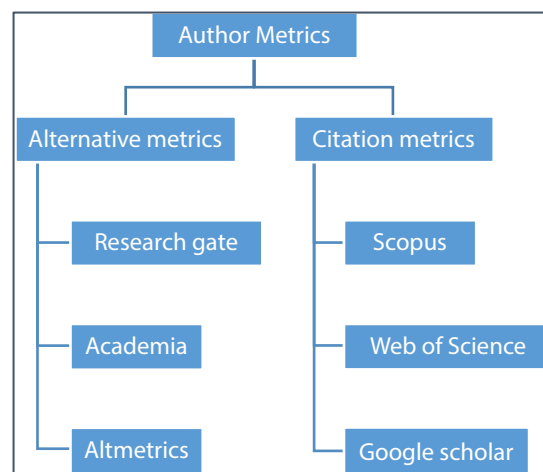 Author Metrics
Alternative metrics
Citation metrics
Research gate
Scopus
Academia
Web of Science
Altmetrics
Google scholar